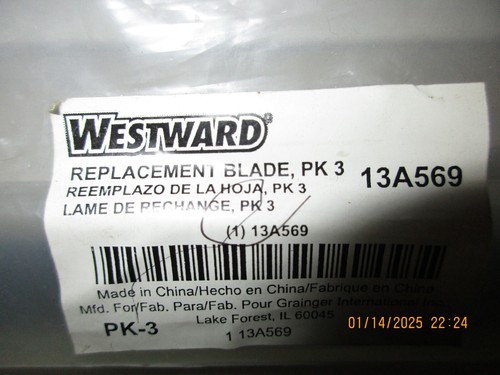 WESTWARD®
REPLACEMENT BLADE, PK 3 13A569
REEMPLAZO DE LA HOJA, PK 3
LAME DE RECHANGE, PK 3
(1) 13A569
Made in China/Hecho en China/Fabriqué en Chine
Mfd. For/Fab. Para/Fab. Pour Grainger International
Lake Forest, IL 60045
PK-3
1 13A569
01/14/2025 22:24